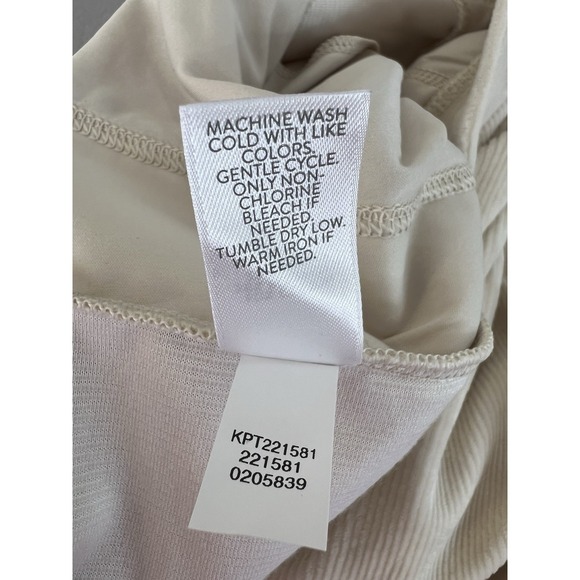 MACHINE WASH
COLD WITH LIKE
COLORS.
GENTLE CYCLE.
ONLY NON-
CHLORINE
BLEACH IF
NEEDED.
TUMBLE DRY LOW.
WARM IRON IF
NEEDED.
KPT221581
221581
0205839